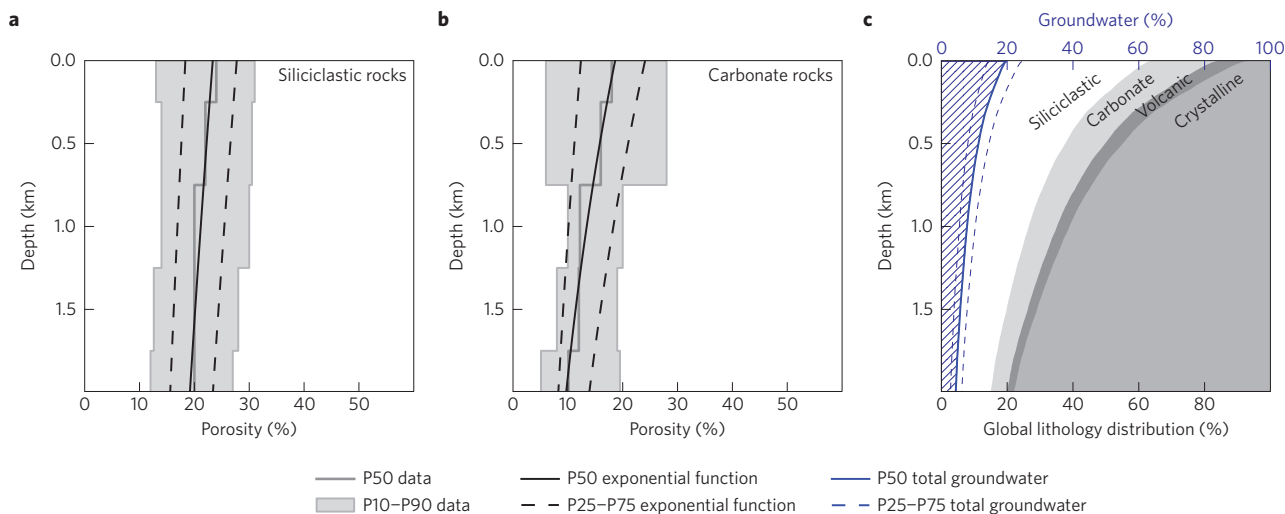 a
Siliciclastic rocks
Depth (km)
0.0
0.5
1.0
1.5
0 10 20 30 40 50
Porosity (%)
b
Carbonate rocks
Depth (km)
0.0
0.5
1.0
1.5
0 10 20 30 40 50
Porosity (%)
c
Groundwater (%)
0 20 40 60 80 100
Siliciclastic
Carbonate
Volcanic
Crystalline
Depth (km)
0.0
0.5
1.0
1.5
0 20 40 60 80 100
Global lithology distribution (%)
P50 data
P10–P90 data
P50 exponential function
P25–P75 exponential function
P50 total groundwater
P25–P75 total groundwater